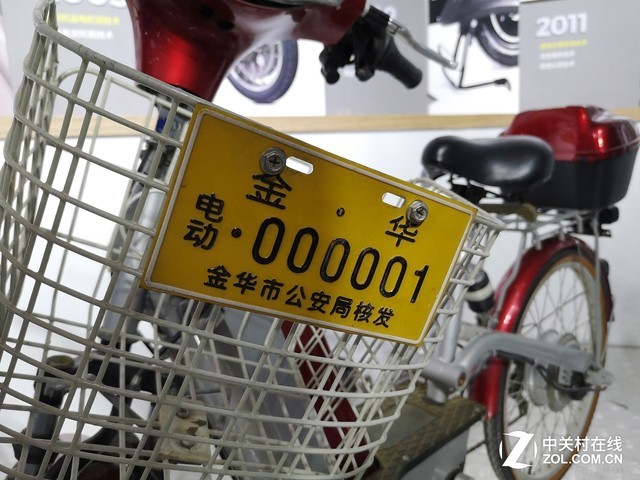 2011
金·华
电动·000001
金华市公安局核发
中关村在线
ZOL.COM.CN